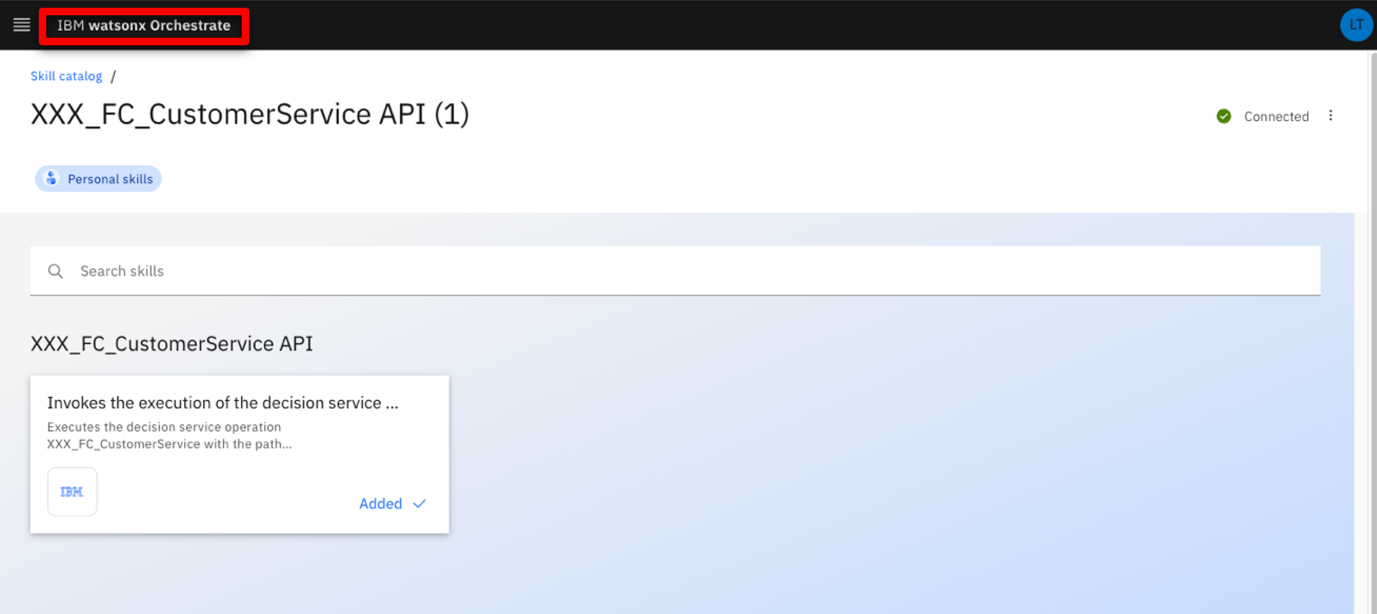 IBM watsonx Orchestrate
LT
Skill catalog /
XXX_FC_CustomerService API (1)
Connected
Personal skills
Search skills
XXX_FC_CustomerService API
Invokes the execution of the decision service ...
Executes the decision service operation
XXX_FC_CustomerService with the path...
IBM
Added